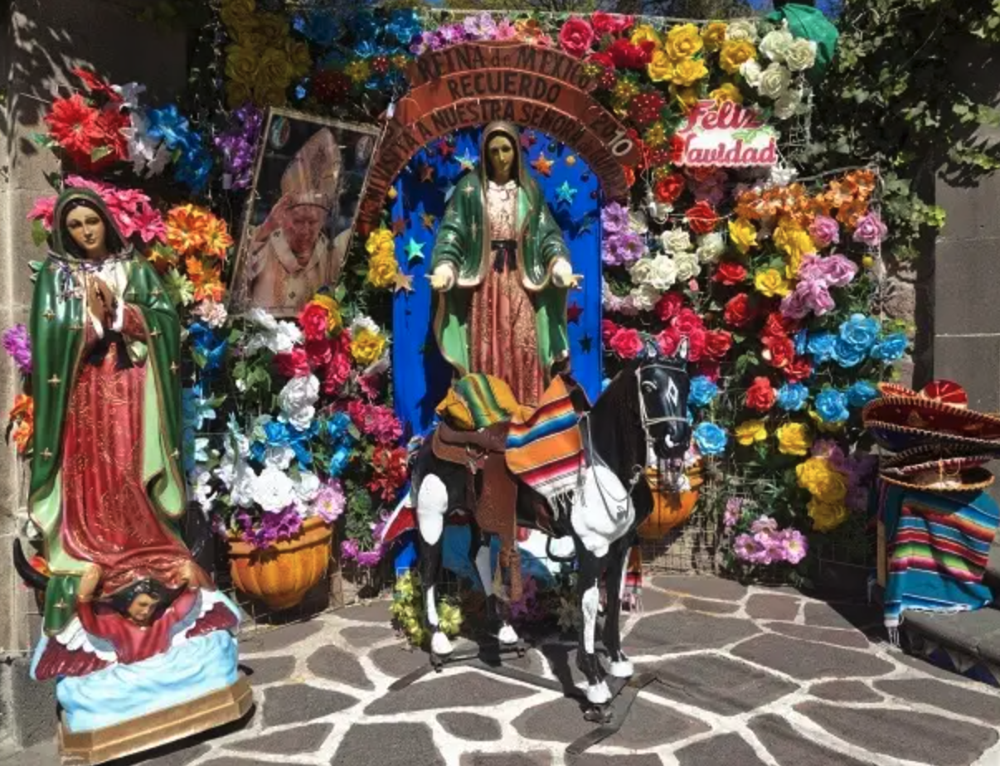 REINA de MEXICO
RECUERDO
VISITA A NUESTRA SEÑORA
2010
Feliz
Navidad